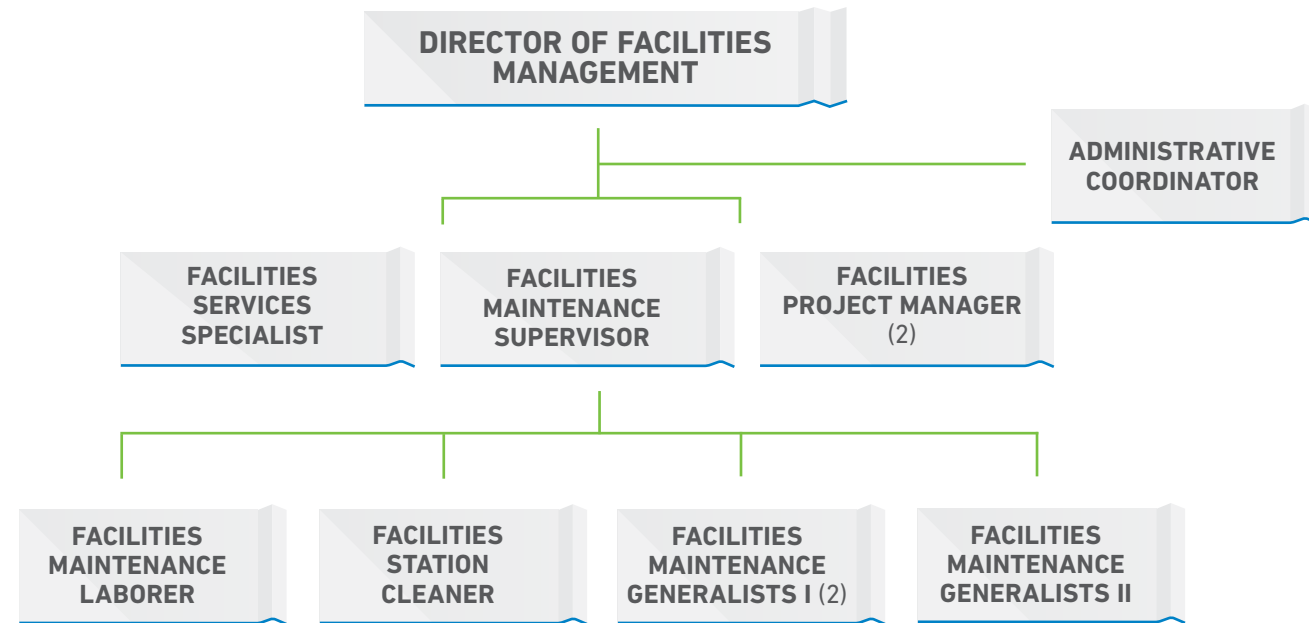 DIRECTOR OF FACILITIES
MANAGEMENT
ADMINISTRATIVE
COORDINATOR
FACILITIES
SERVICES
SPECIALIST
FACILITIES
MAINTENANCE
SUPERVISOR
FACILITIES
PROJECT MANAGER
(2)
FACILITIES
MAINTENANCE
LABORER
FACILITIES
STATION
CLEANER
FACILITIES
MAINTENANCE
GENERALISTS I (2)
FACILITIES
MAINTENANCE
GENERALISTS II